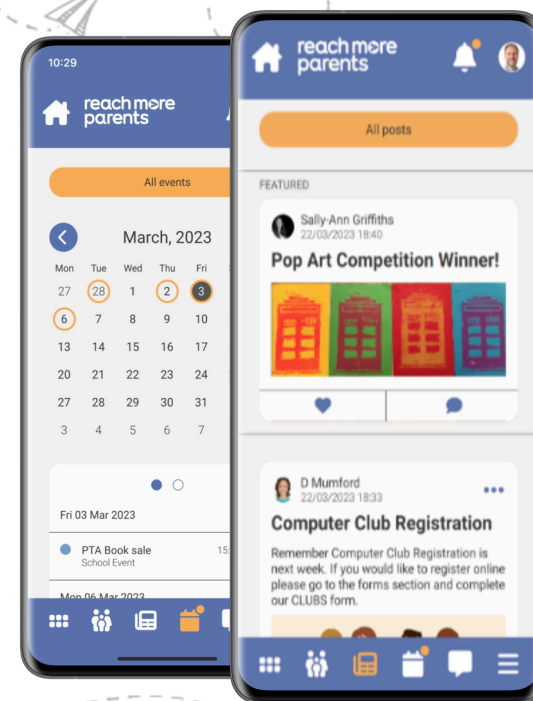 10:29
reach more
parents
All events
March, 2023
Mon Tue Wed Thu Fri
27 28 1 2 3
6 7 8 9 10
13 14 15 16 17
20 21 22 23 24
27 28 29 30 31
3 4 5 6 7
Fri 03 Mar 2023
PTA Book sale 15:
School Event
Mon 06 Mar 2023
reach more
parents
All posts
FEATURED
Sally-Ann Griffiths
22/03/2023 18:40
Pop Art Competition Winner!
D Mumford
22/03/2023 18:33
Computer Club Registration
Remember Computer Club Registration is
next week. If you would like to register online
please go to the forms section and complete
our CLUBS form.